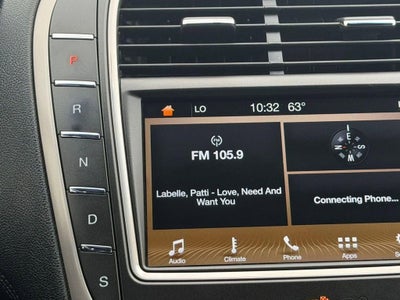 P
R
N
D
S
LO
10:32 63°
FM 105.9
Labelle, Patti - Love, Need And
Want You
E
N S
W
Connecting Phone...
Audio
Climate
Phone
Apps